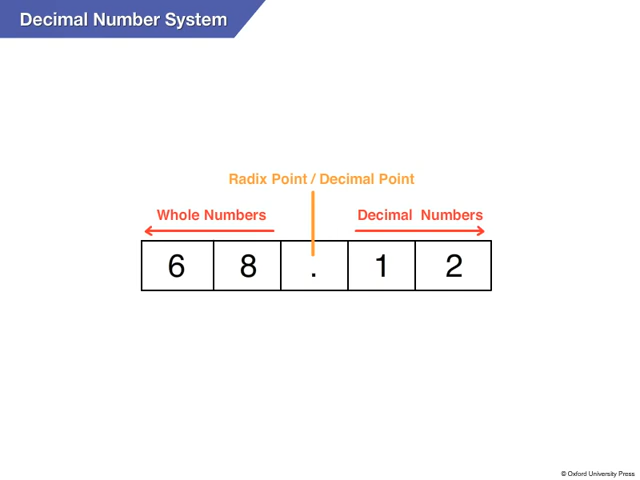 Decimal Number System
Radix Point / Decimal Point
Whole Numbers
Decimal Numbers
6 8 . 1 2
© Oxford University Press